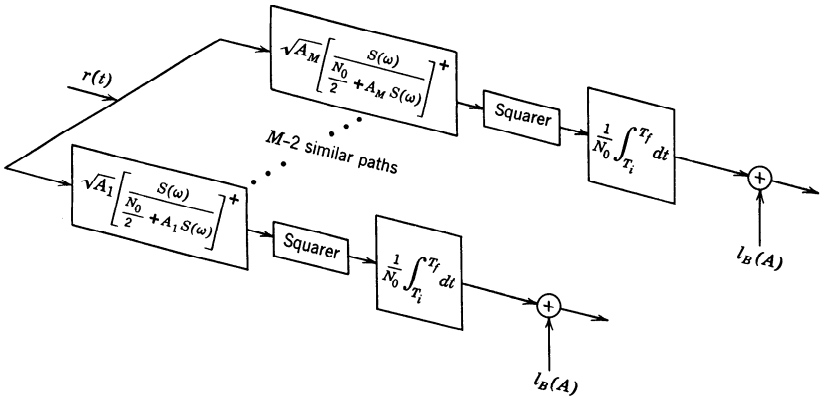 r(t)
√A_M [ S(ω) / (N_0/2 + A_M S(ω)) ]^+
Squarer
1/N_0 ∫_{T_i}^{T_f} dt
+
l_B(A)
M-2 similar paths
√A_1 [ S(ω) / (N_0/2 + A_1 S(ω)) ]^+
Squarer
1/N_0 ∫_{T_i}^{T_f} dt
+
l_B(A)